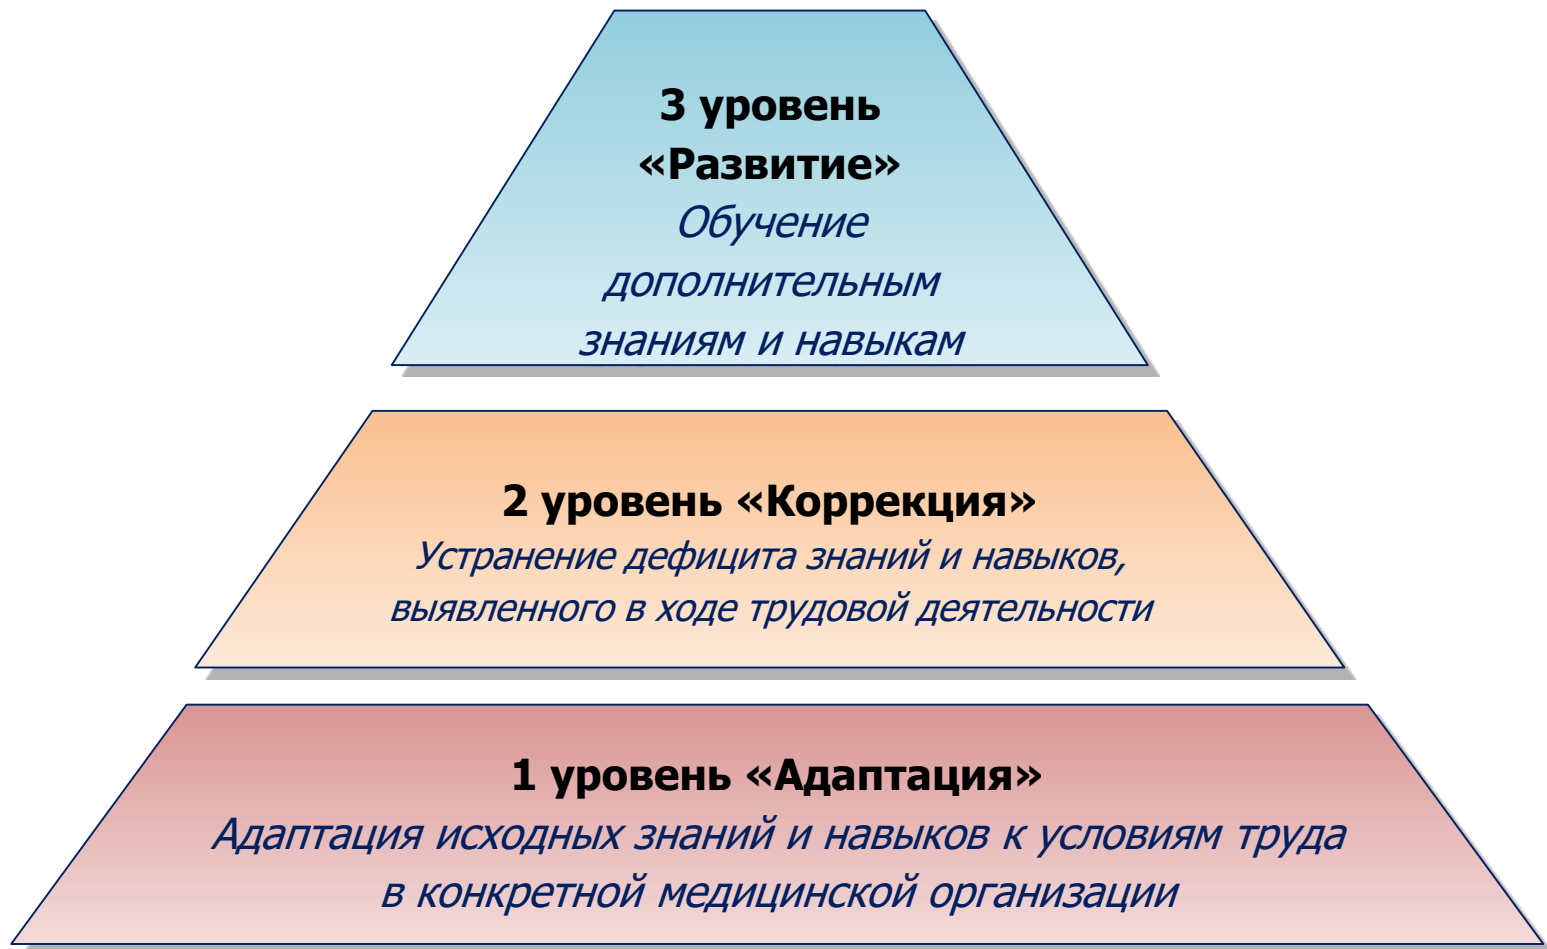 3 уровень
«Развитие»
Обучение
дополнительным
знаниям и навыкам
2 уровень «Коррекция»
Устранение дефицита знаний и навыков,
выявленного в ходе трудовой деятельности
1 уровень «Адаптация»
Адаптация исходных знаний и навыков к условиям труда
в конкретной медицинской организации